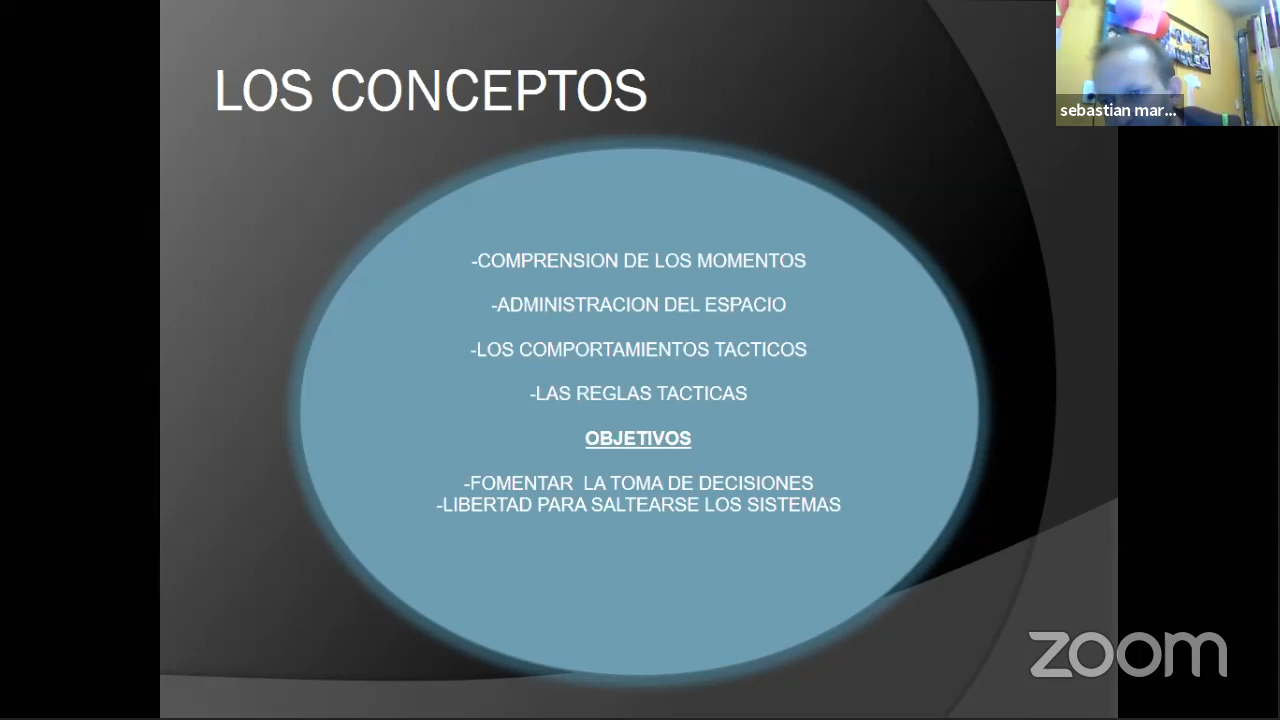 LOS CONCEPTOS
sebastian mar...
-COMPRENSION DE LOS MOMENTOS
-ADMINISTRACION DEL ESPACIO
-LOS COMPORTAMIENTOS TACTICOS
-LAS REGLAS TACTICAS
OBJETIVOS
-FOMENTAR  LA TOMA DE DECISIONES
-LIBERTAD PARA SALTEARSE LOS SISTEMAS
zoom